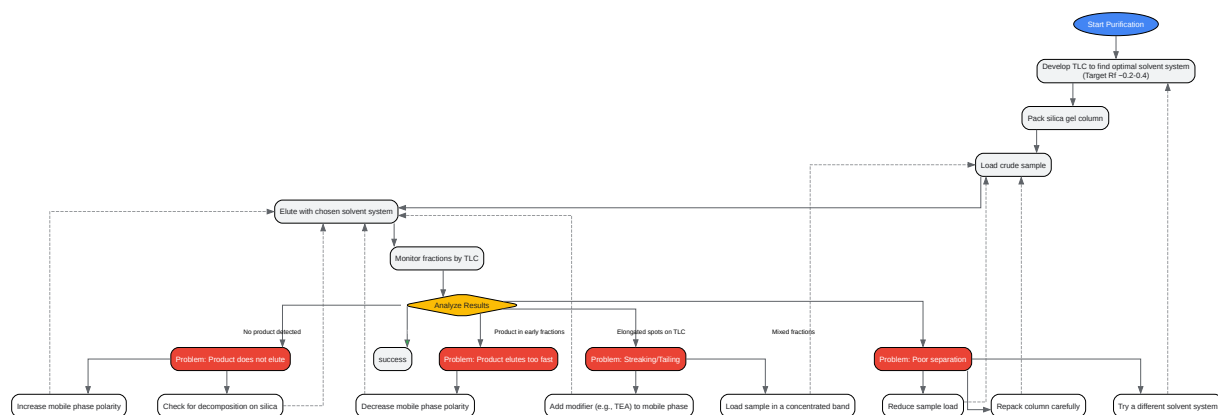 Start Purification
Develop TLC to find optimal solvent system
(Target Rf ~0.2-0.4)
Pack silica gel column
Load crude sample
Elute with chosen solvent system
Monitor fractions by TLC
Analyze Results
No product detected
Product in early fractions
Elongated spots on TLC
Mixed fractions
Problem: Product does not elute
success
Problem: Product elutes too fast
Problem: Streaking/Tailing
Problem: Poor separation
Increase mobile phase polarity
Check for decomposition on silica
Decrease mobile phase polarity
Add modifier (e.g., TEA) to mobile phase
Load sample in a concentrated band
Reduce sample load
Repack column carefully
Try a different solvent system